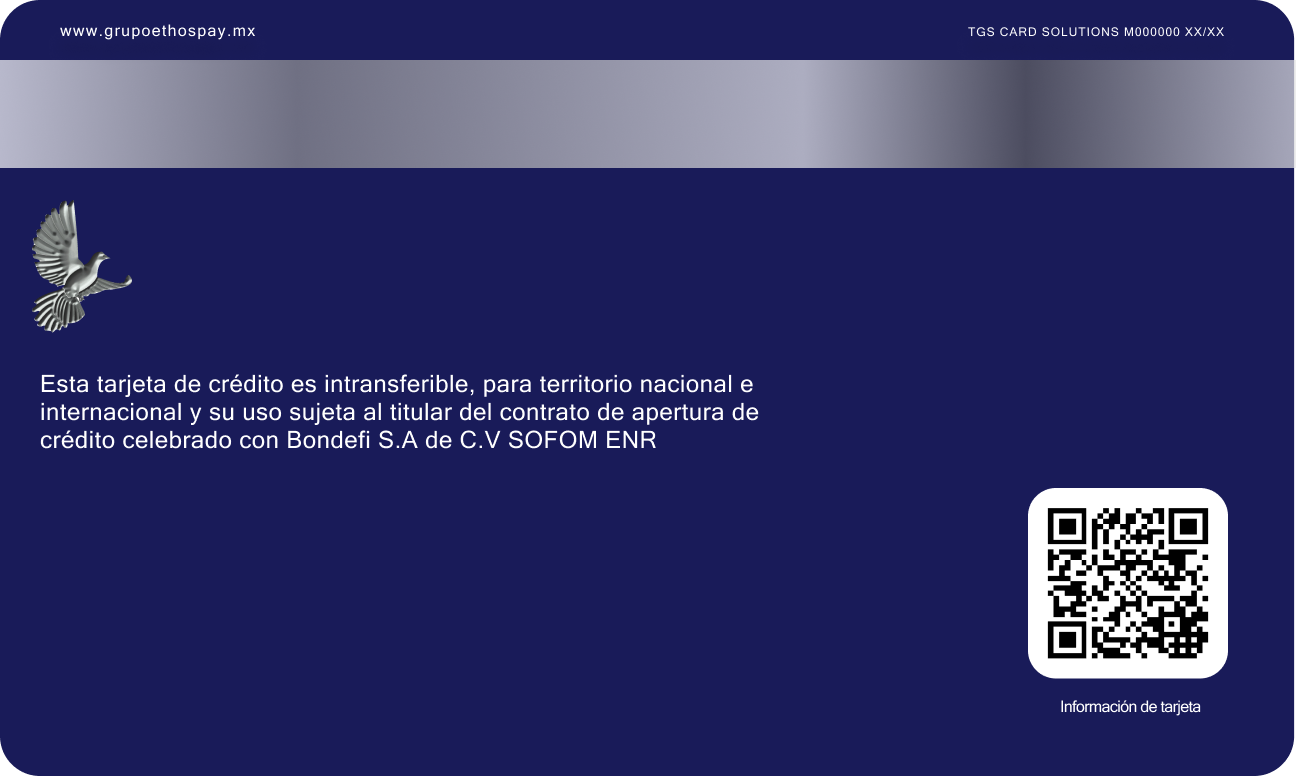 www.grupoethospay.mx
TGS CARD SOLUTIONS M000000 XX/XX
Esta tarjeta de crédito es intransferible, para territorio nacional e
internacional y su uso sujeta al titular del contrato de apertura de
crédito celebrado con Bondefi S.A de C.V SOFOM ENR
Información de tarjeta